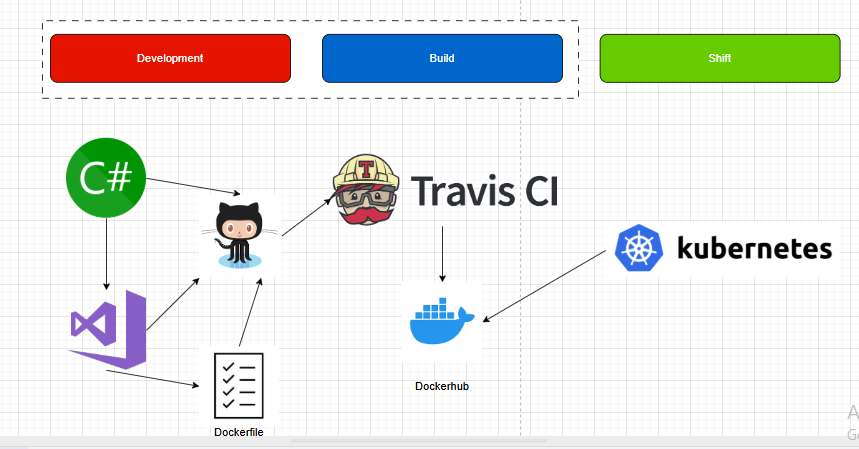 Development
Build
Shift
C#
T
Travis CI
kubernetes
Dockerhub
Dockerfile